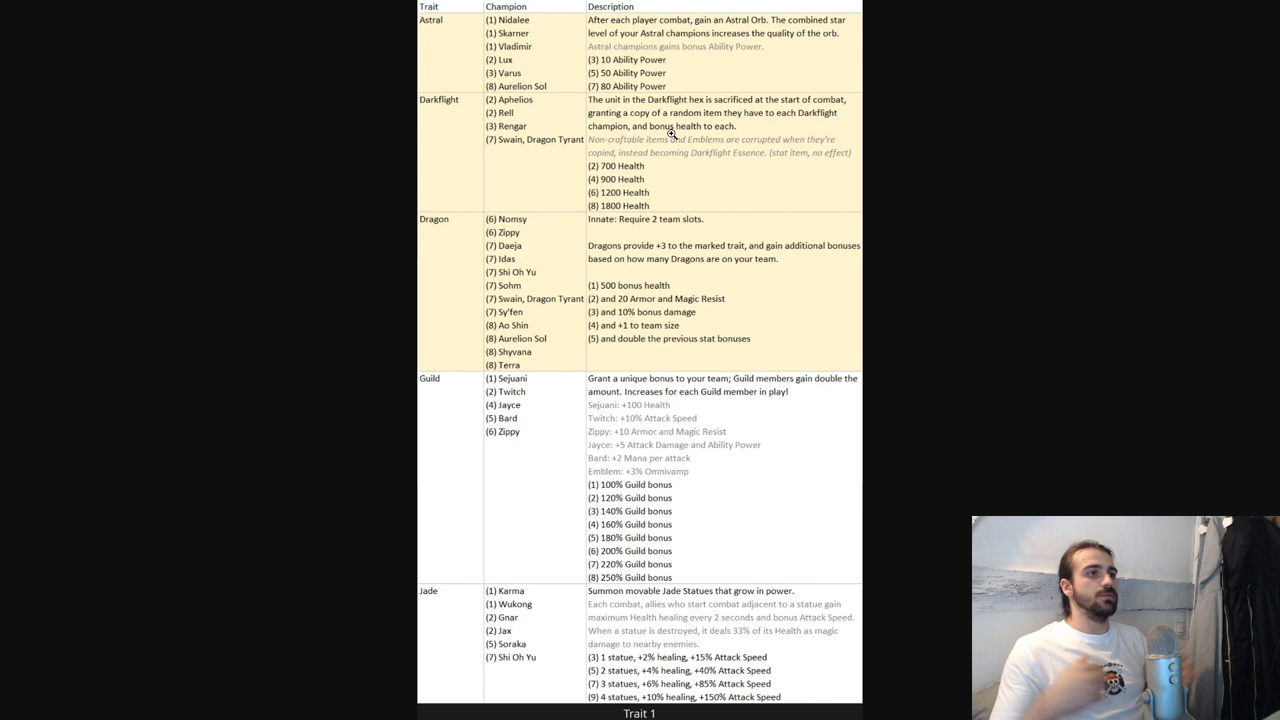 Trait Champion Description
Astral (1) Nidalee After each player combat, gain an Astral Orb. The combined star
(1) Skarner level of your Astral champions increases the quality of the orb.
(1) Vladimir Astral champions gains bonus Ability Power.
(2) Lux (3) 10 Ability Power
(3) Varus (5) 50 Ability Power
(8) Aurelion Sol (7) 80 Ability Power
Darkflight (2) Aphelios The unit in the Darkflight hex is sacrificed at the start of combat,
(2) Rell granting a copy of a random item they have to each Darkflight
(3) Rengar champion, and bonus health to each.
(7) Swain, Dragon Tyrant Non-craftable items and Emblems are corrupted when they're
copied, instead becoming Darkflight Essence. (stat item, no effect)
(2) 700 Health
(4) 900 Health
(6) 1200 Health
(8) 1800 Health
Dragon (6) Nomsy Innate: Require 2 team slots.
(6) Zippy
(7) Daeja Dragons provide +3 to the marked trait, and gain additional bonuses
(7) Idas based on how many Dragons are on your team.
(7) Shi Oh Yu
(7) Sohm (1) 500 bonus health
(7) Swain, Dragon Tyrant (2) and 20 Armor and Magic Resist
(7) Sy'fen (3) and 10% bonus damage
(8) Ao Shin (4) and +1 to team size
(8) Aurelion Sol (5) and double the previous stat bonuses
(8) Shyvana
(8) Terra
Guild (1) Sejuani Grant a unique bonus to your team; Guild members gain double the
(2) Twitch amount. Increases for each Guild member in play!
(4) Jayce Sejuani: +100 Health
(5) Bard Twitch: +10% Attack Speed
(6) Zippy Zippy: +10 Armor and Magic Resist
Jayce: +5 Attack Damage and Ability Power
Bard: +2 Mana per attack
Emblem: +3% Omnivamp
(1) 100% Guild bonus
(2) 120% Guild bonus
(3) 140% Guild bonus
(4) 160% Guild bonus
(5) 180% Guild bonus
(6) 200% Guild bonus
(7) 220% Guild bonus
(8) 250% Guild bonus
Jade (1) Karma Summon movable Jade Statues that grow in power.
(1) Wukong Each combat, allies who start combat adjacent to a statue gain
(2) Gnar maximum Health healing every 2 seconds and bonus Attack Speed.
(2) Jax When a statue is destroyed, it deals 33% of its Health as magic
(5) Soraka damage to nearby enemies.
(7) Shi Oh Yu (3) 1 statue, +2% healing, +15% Attack Speed
(5) 2 statues, +4% healing, +40% Attack Speed
(7) 3 statues, +6% healing, +85% Attack Speed
(9) 4 statues, +10% healing, +150% Attack Speed
Trait 1